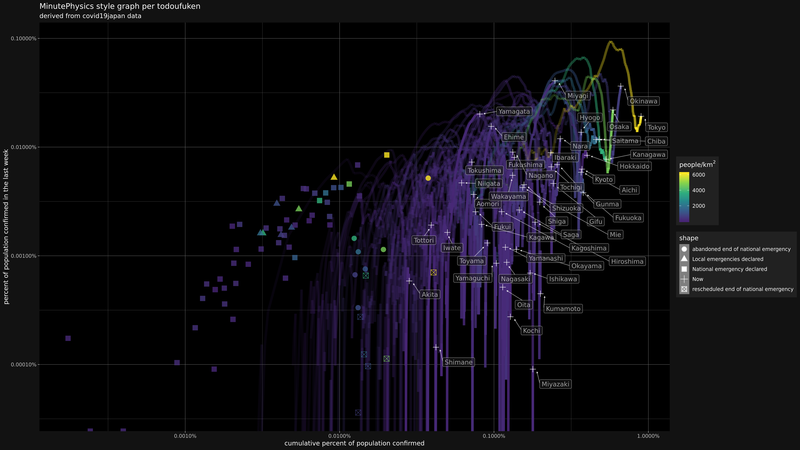 MinutePhysics style graph per todoufuken
derived from covid19japan data
percent of population confirmed in the last week
0.10000%
0.01000%
0.00100%
0.00010%
0.0010%
0.0100%
0.1000%
1.0000%
cumulative percent of population confirmed
Miyagi
Okinawa
Yamagata
Hyogo
Osaka
Tokyo
Ehime
Nara
Saitama
Chiba
Ibaraki
Kanagawa
Fukushima
Hokkaido
Tokushima
Nagano
Kyoto
Niigata
Tochigi
Aichi
Wakayama
Aomori
Shizuoka
Gunma
Shiga
Gifu
Fukuoka
Fukui
Tottori
Kagawa
Saga
Mie
Iwate
Kagoshima
Toyama
Yamanashi
Hiroshima
Okayama
Yamaguchi
Nagasaki
Ishikawa
Akita
Oita
Kumamoto
Kochi
Shimane
Miyazaki
people/km²
6000
4000
2000
shape
abandoned end of national emergency
Local emergencies declared
National emergency declared
Now
rescheduled end of national emergency